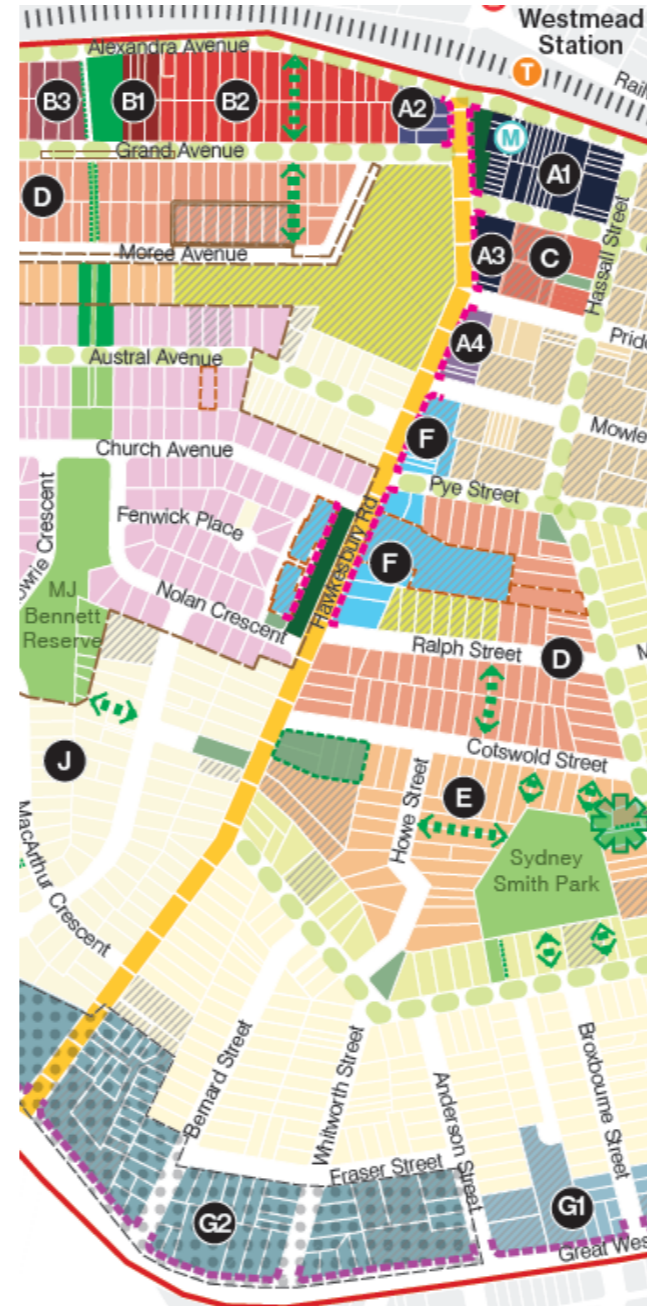 Westmead
Station
T
Alexandra Avenue
B3
B1
B2
A2
M
A1
Grand Avenue
D
Hassall Street
A3
C
Moree Avenue
A4
Austral Avenue
F
Church Avenue
Pye Street
Fenwick Place
Hawkesbury Rd
F
MJ
Bennett
Reserve
Nolan Crescent
Ralph Street
D
Cotswold Street
J
Howe Street
E
Sydney
Smith Park
MacArthur Crescent
Bernard Street
Whitworth Street
Anderson Street
Broxbourne Street
Fraser Street
G2
G1